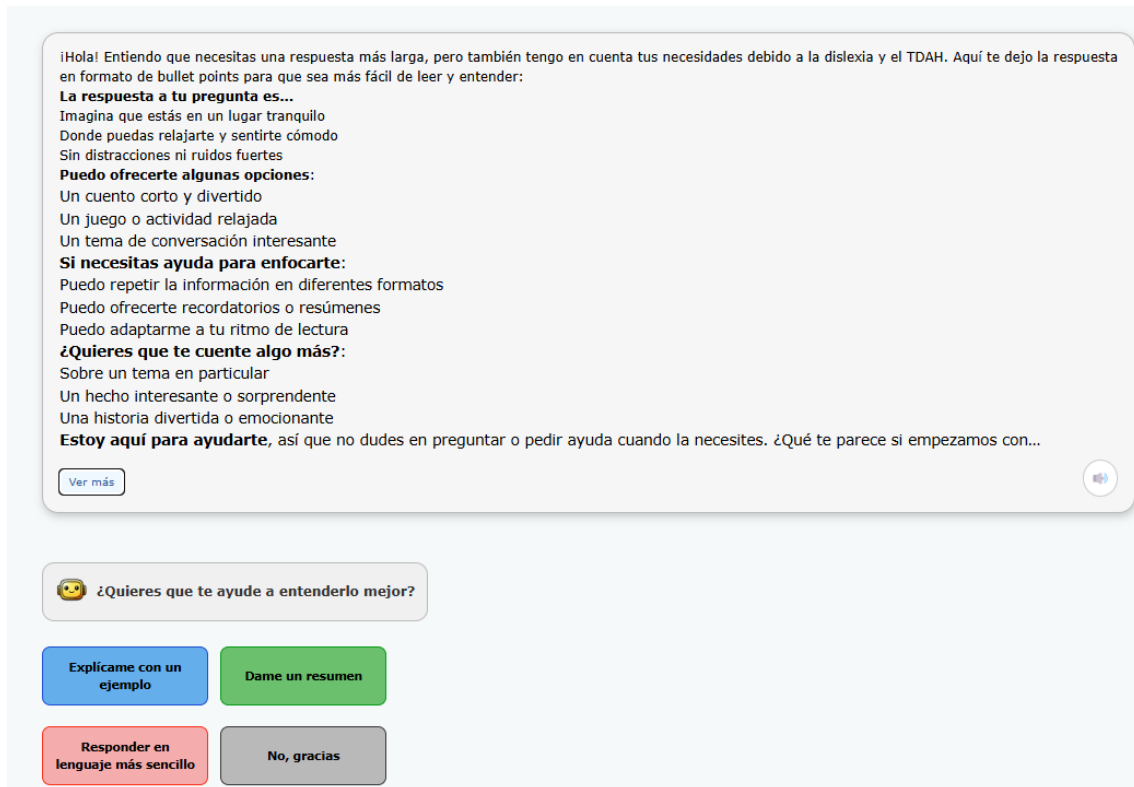 ¡Hola! Entiendo que necesitas una respuesta más larga, pero también tengo en cuenta tus necesidades debido a la dislexia y el TDAH. Aquí te dejo la respuesta
en formato de bullet points para que sea más fácil de leer y entender:
La respuesta a tu pregunta es...
Imagina que estás en un lugar tranquilo
Donde puedas relajarte y sentirte cómodo
Sin distracciones ni ruidos fuertes
Puedo ofrecerte algunas opciones:
Un cuento corto y divertido
Un juego o actividad relajada
Un tema de conversación interesante
Si necesitas ayuda para enfocarte:
Puedo repetir la información en diferentes formatos
Puedo ofrecerte recordatorios o resúmenes
Puedo adaptarme a tu ritmo de lectura
¿Quieres que te cuente algo más?:
Sobre un tema en particular
Un hecho interesante o sorprendente
Una historia divertida o emocionante
Estoy aquí para ayudarte, así que no dudes en preguntar o pedir ayuda cuando la necesites. ¿Qué te parece si empezamos con...
Ver más
¿Quieres que te ayude a entenderlo mejor?
Explícame con un
ejemplo
Dame un resumen
Responder en
lenguaje más sencillo
No, gracias